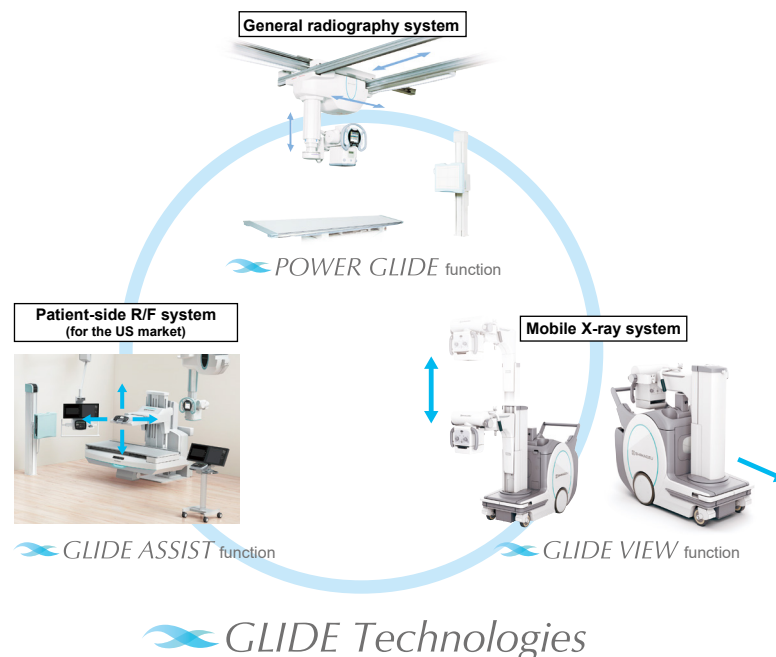 General radiography system
POWER GLIDE function
Patient-side R/F system
(for the US market)
Mobile X-ray system
SHIMADZU
GLIDE ASSIST function
GLIDE VIEW function
GLIDE Technologies